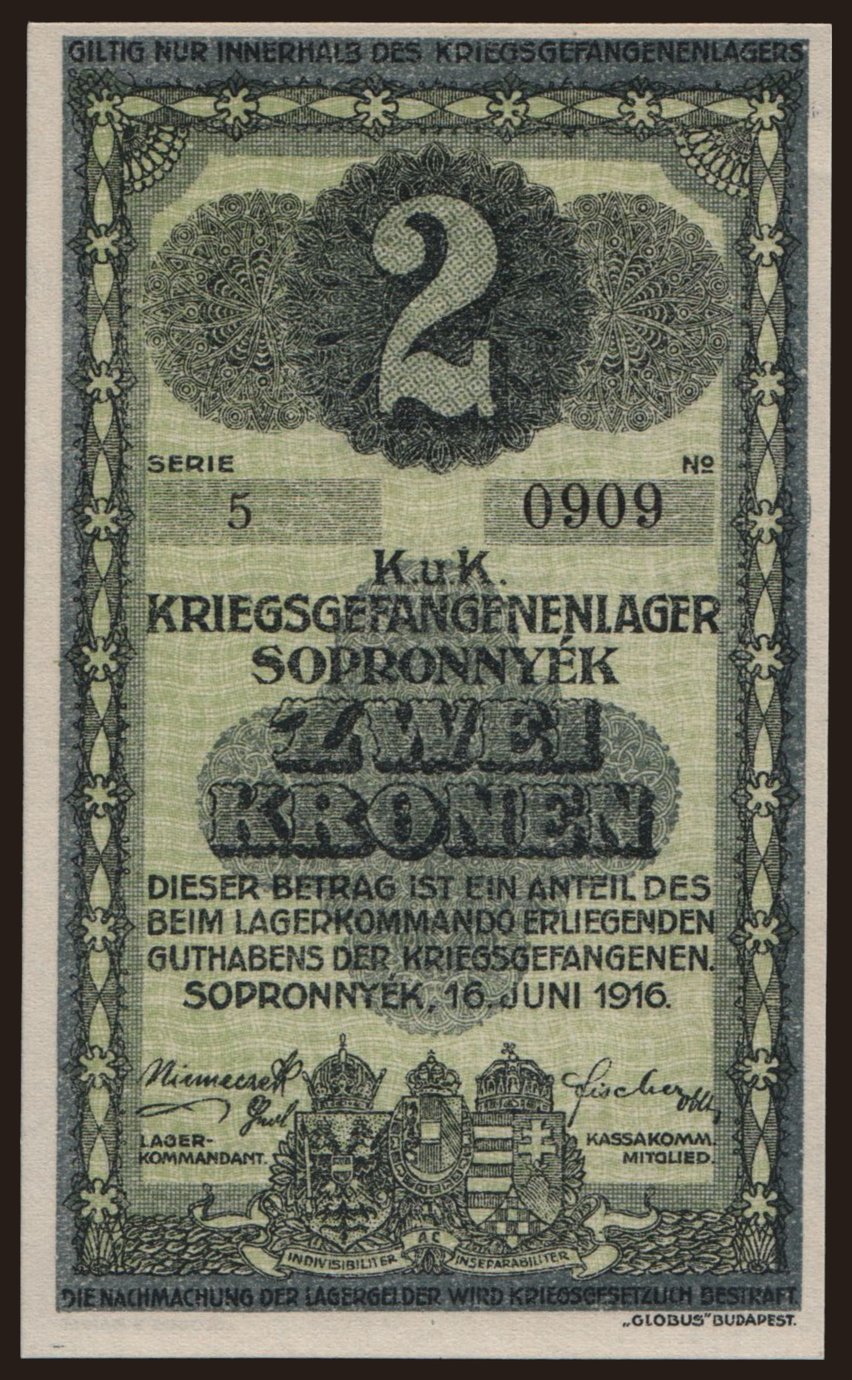 GILTIG NUR INNERHALB DES KRIEGSGEFANGENENLAGERS
2
SERIE No
5 0909
K.u.K.
KRIEGSGEFANGENENLAGER
SOPRONNYÉK
ZWEI
KRONEN
DIESER BETRAG IST EIN ANTEIL DES
BEIM LAGERKOMMANDO ERLIEGENDEN
GUTHABENS DER KRIEGSGEFANGENEN.
SOPRONNYÉK, 16. JUNI 1916.
Fischer
LAGER-
KOMMANDANT.
KASSAKOMM.
MITGLIED.
INDIVISIBILITER AC INSEPARABILITER
DIE NACHMACHUNG DER LAGERGELDER WIRD KRIEGSGESETZLICH BESTRAFT.
„GLOBUS" BUDAPEST.